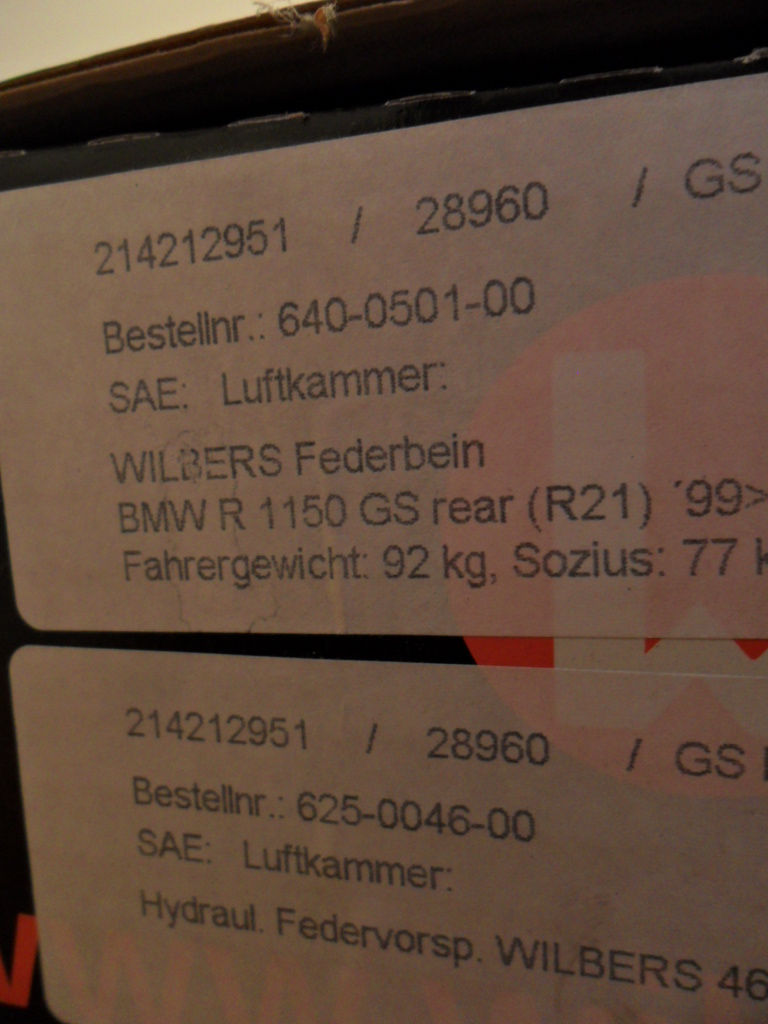 214212951 / 28960 / GS
Bestellnr.: 640-0501-00
SAE: Luftkammer:
WILBERS Federbein
BMW R 1150 GS rear (R21) ´99>
Fahrergewicht: 92 kg, Sozius: 77 k
214212951 / 28960 / GS
Bestellnr.: 625-0046-00
SAE: Luftkammer:
Hydraul. Federvorsp. WILBERS 46